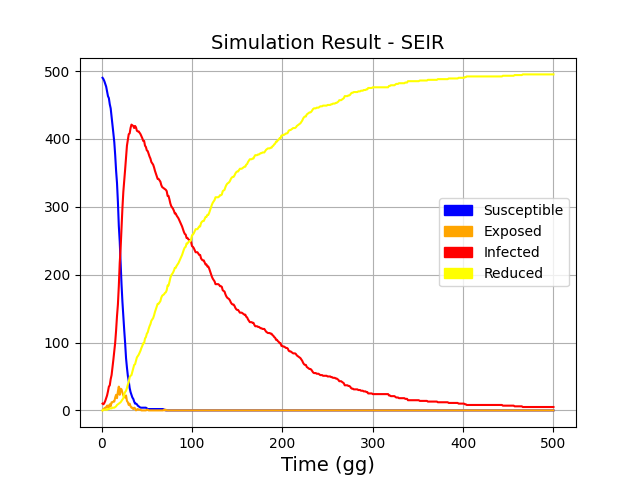 Simulation Result - SEIR
500
400
300
200
100
0
Susceptible
Exposed
Infected
Reduced
0 100 200 300 400 500
Time (gg)